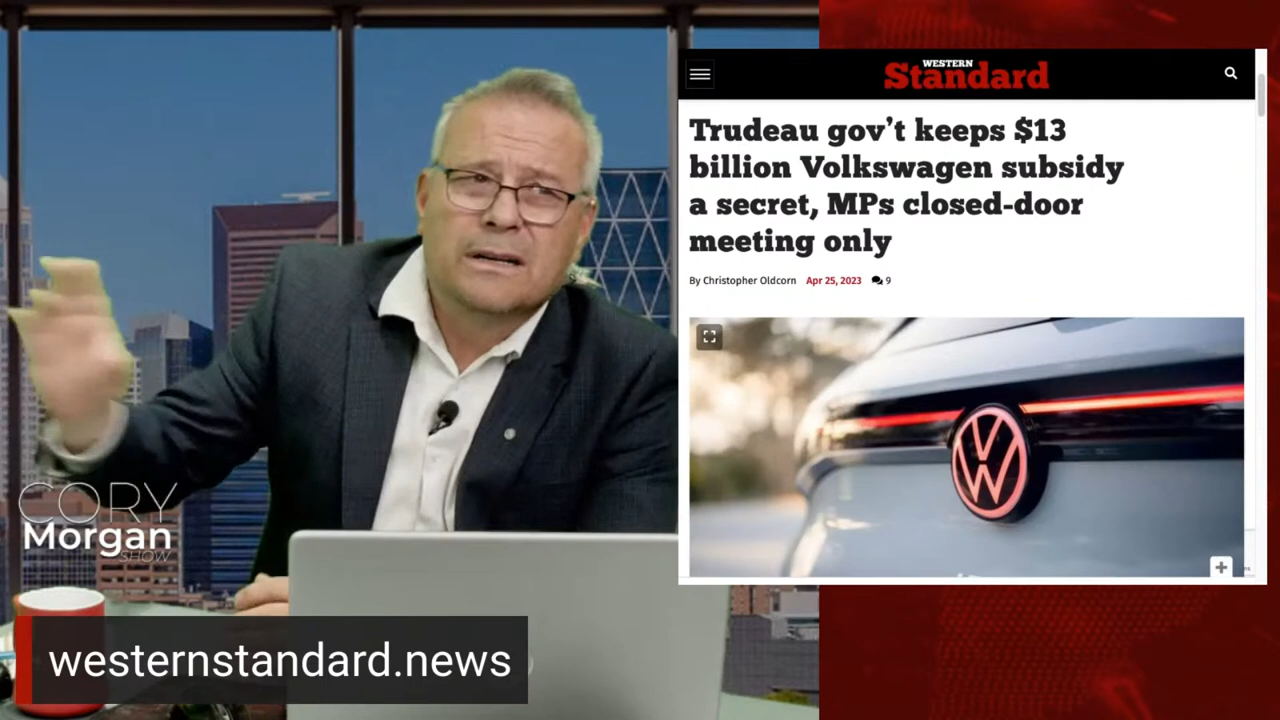 WESTERN
Standard
Trudeau gov't keeps $13
billion Volkswagen subsidy
a secret, MPs closed-door
meeting only
By Christopher Oldcorn Apr 25, 2023 9
CORY
Morgan
SHOW
westernstandard.news